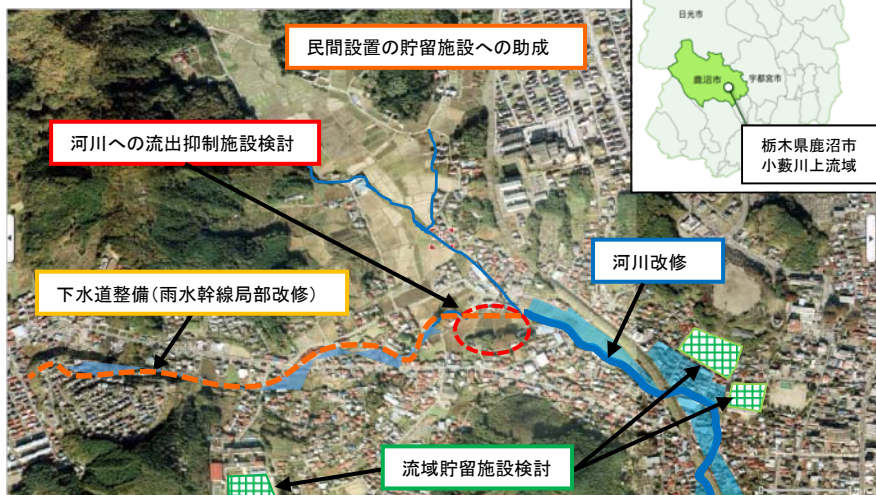 民間設置の貯留施設への助成
日光市
鹿沼市
宇都宮市
栃木県鹿沼市
小藪川上流域
河川への流出抑制施設検討
河川改修
下水道整備（雨水幹線局部改修）
流域貯留施設検討